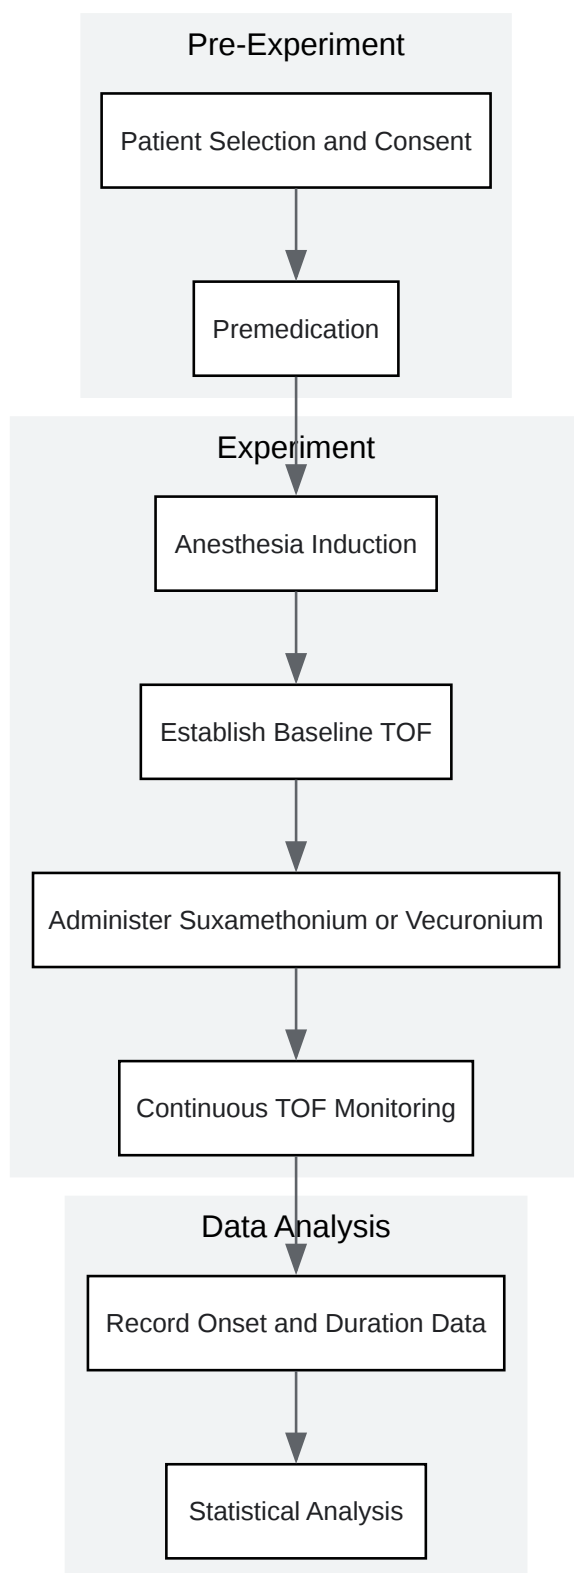 Pre-Experiment
Patient Selection and Consent
Premedication
Experiment
Anesthesia Induction
Establish Baseline TOF
Administer Suxamethonium or Vecuronium
Continuous TOF Monitoring
Data Analysis
Record Onset and Duration Data
Statistical Analysis